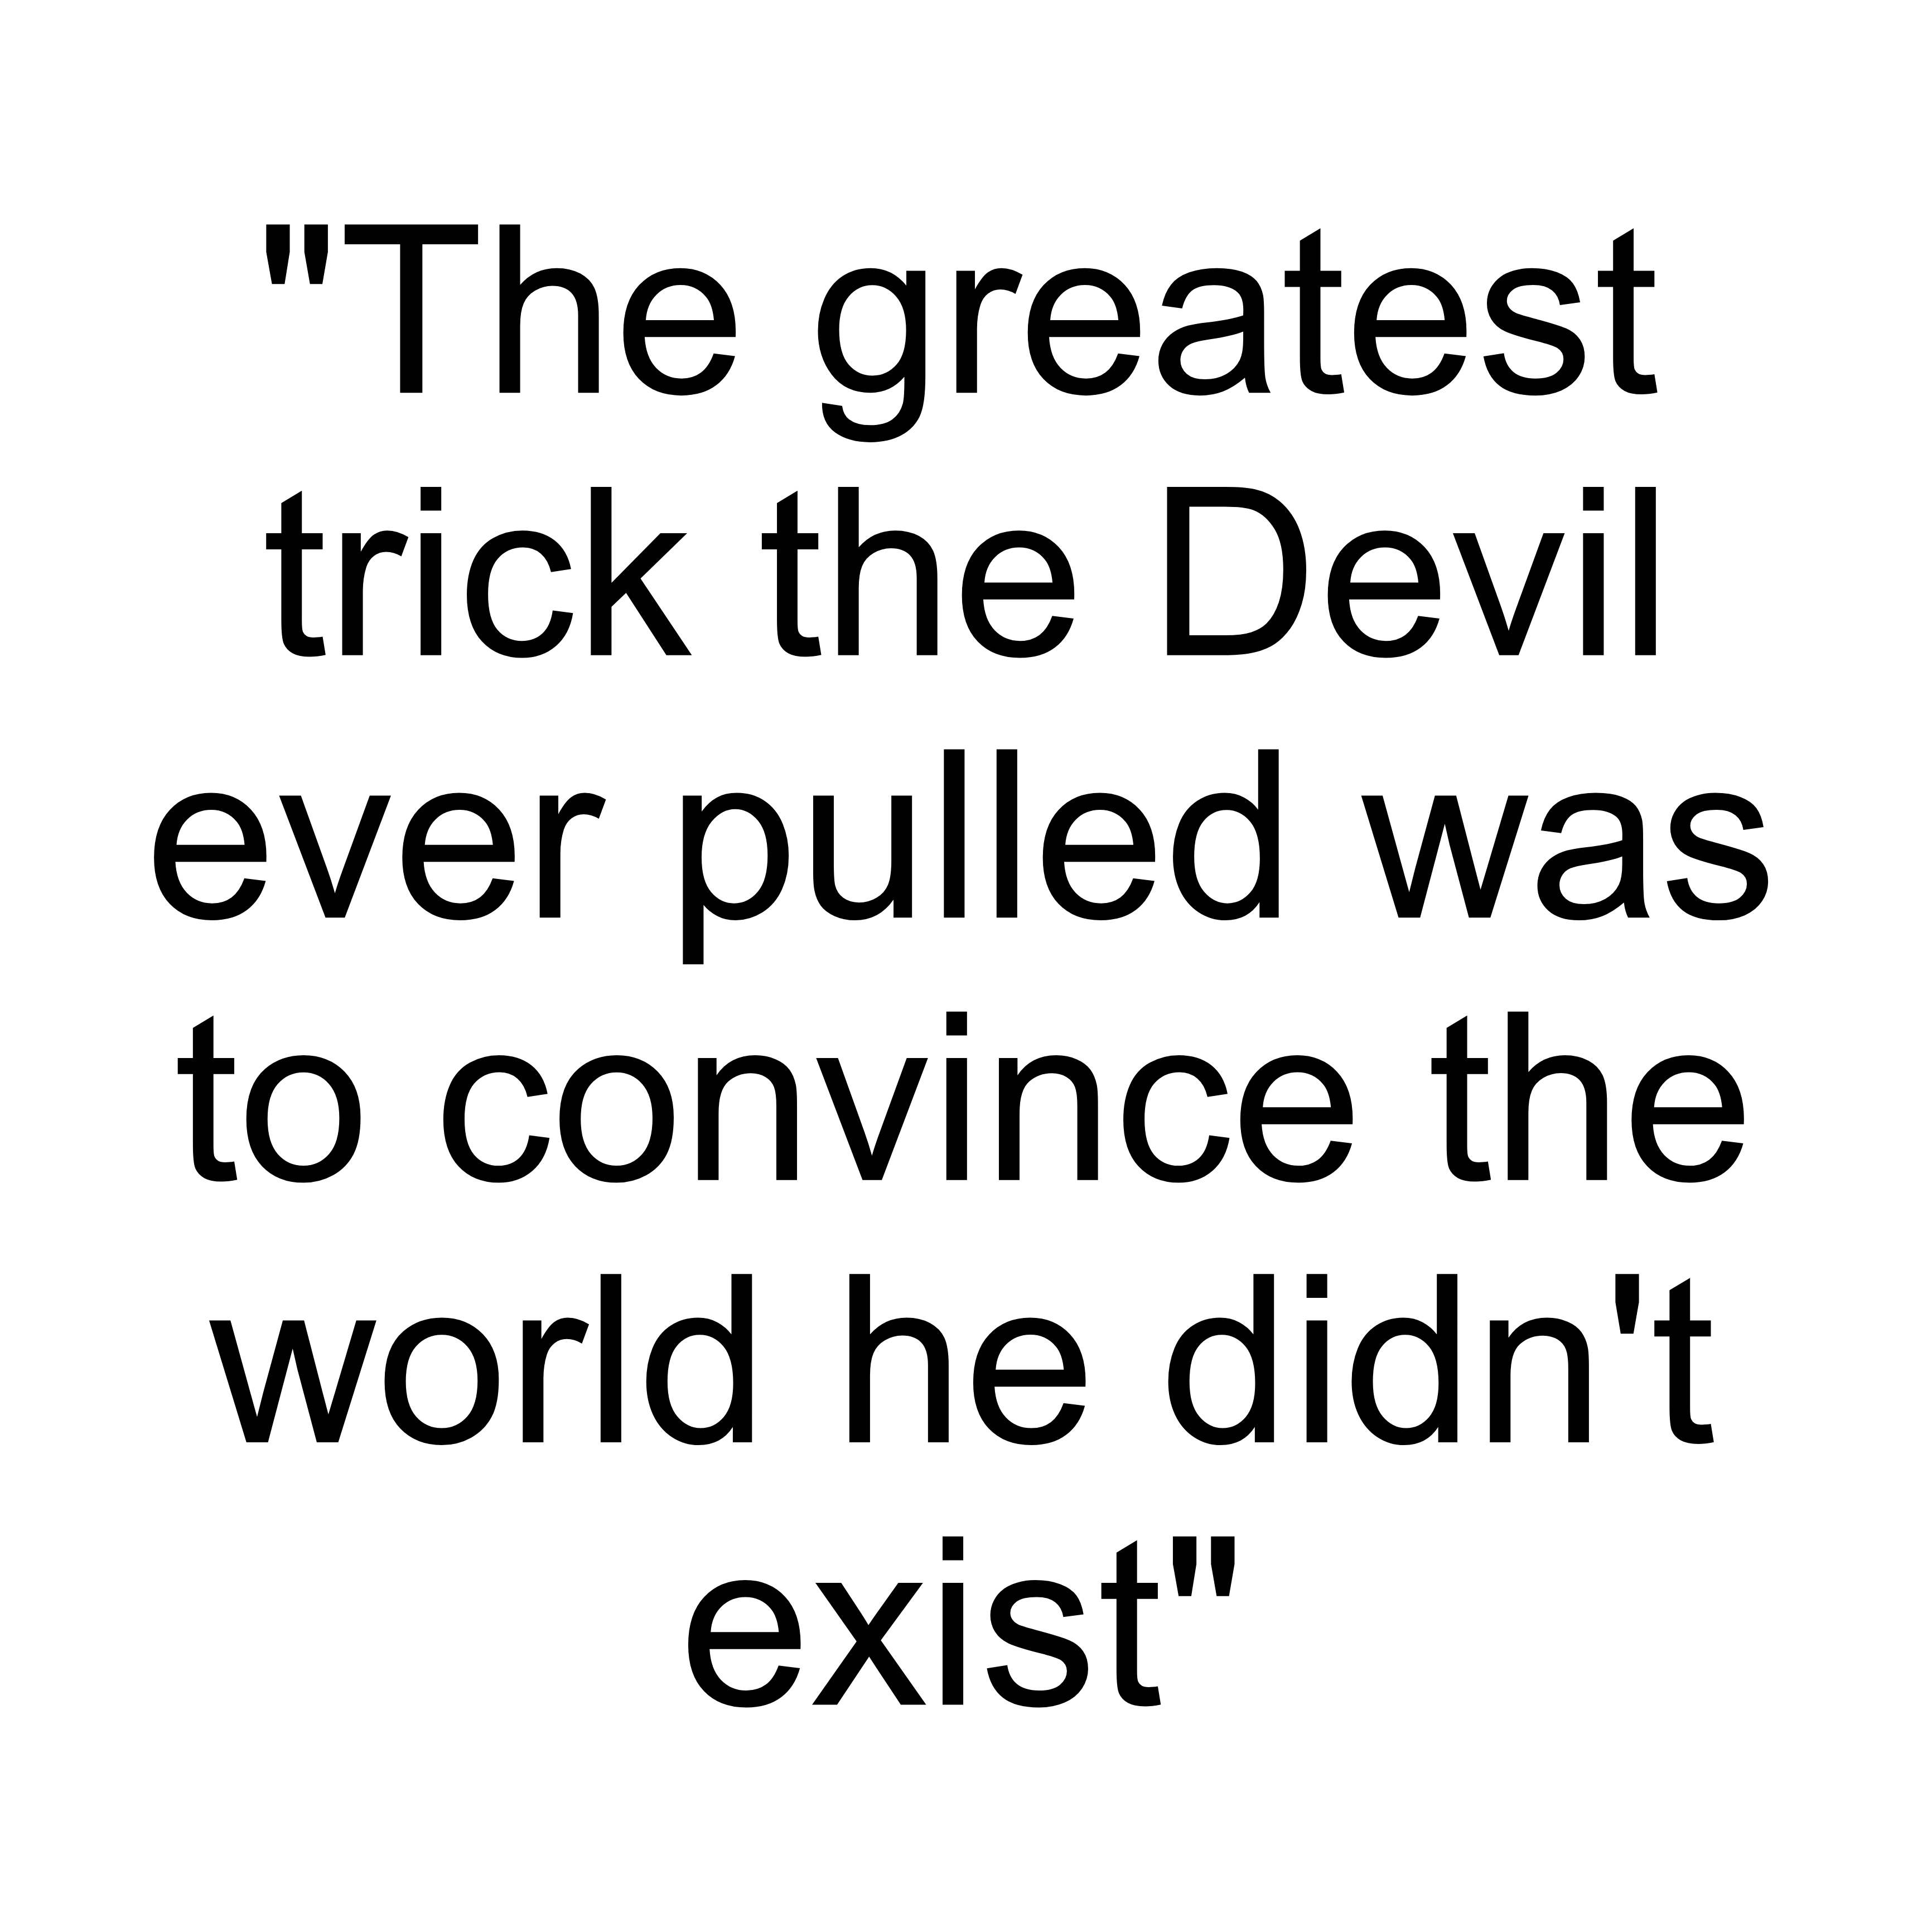 "The greatest
trick the Devil
ever pulled was
to convince the
world he didn't
exist"